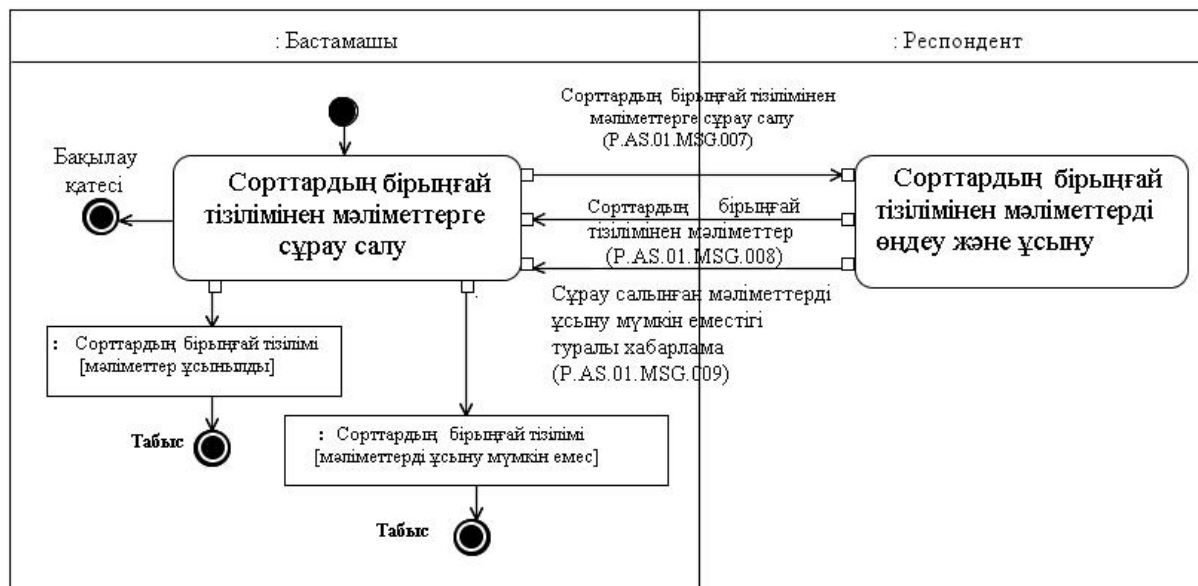 : Бастамашы
: Респондент
Сорттардың бірыңғай тізілімінен
мәліметтерге сұрау салу
(P.AS.01.MSG.007)
Бақылау
қатесі
Сорттардың бірыңғай
тізілімінен мәліметтерге
сұрау салу
Сорттардың бірыңғай
тізілімінен мәліметтер
(P.AS.01.MSG.008)
Сорттардың бірыңғай
тізілімінен мәліметтерді
өңдеу және ұсыну
Сұрау салынған мәліметтерді
ұсыну мүмкін еместігі
туралы хабарлама
(P.AS.01.MSG.009)
: Сорттардың бірыңғай тізілімі
[мәліметтер ұсынылды]
Табыс
: Сорттардың бірыңғай тізілімі
[мәліметтерді ұсыну мүмкін емес]
Табыс